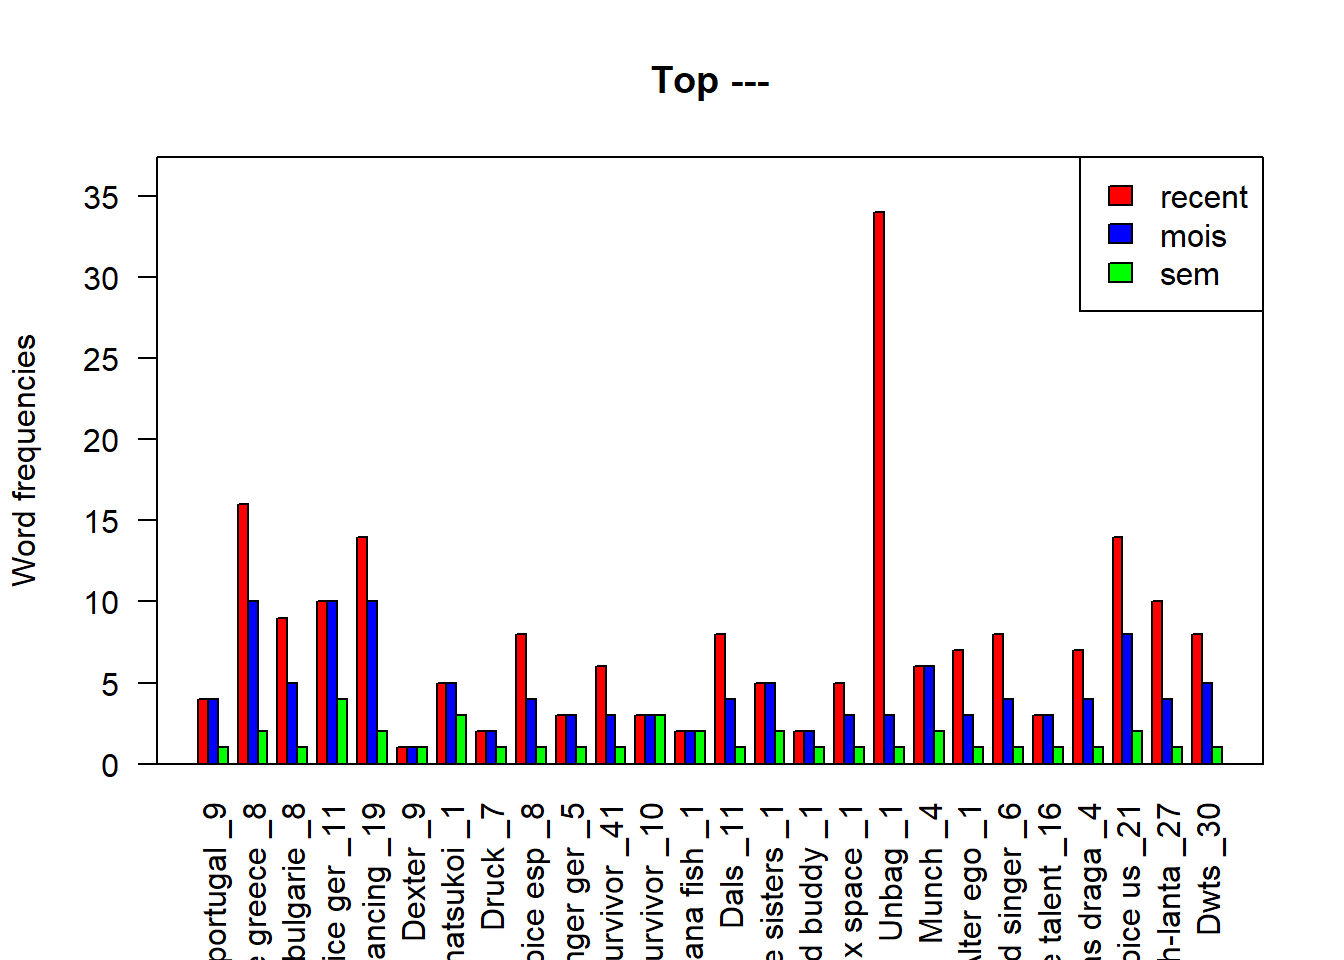 Top ---
Word frequencies
35
30
25
20
15
10
5
0
recent
mois
sem
portugal _9
e greece _8
bulgarie _8
ice ger _11
ancing _19
Dexter _9
natsukoi _1
Druck _7
oice esp _8
nger ger _5
urvivor _41
urvivor _10
ana fish _1
Dals _11
e sisters _1
d buddy _1
x space _1
Unbag _1
Munch _4
Alter ego _1
d singer _6
e talent _16
as draga _4
oice us _21
h-lanta _27
Dwts _30